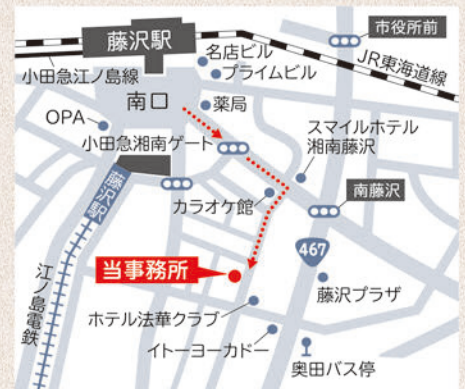 藤沢駅
市役所前
名店ビル
JR東海道線
小田急江ノ島線
プライムビル
南口
薬局
OPA
スマイルホテル
湘南藤沢
小田急湘南ゲート
藤沢駅
カラオケ館
南藤沢
467
当事務所
藤沢プラザ
江ノ島電鉄
ホテル法華クラブ
イトーヨーカドー
奥田バス停